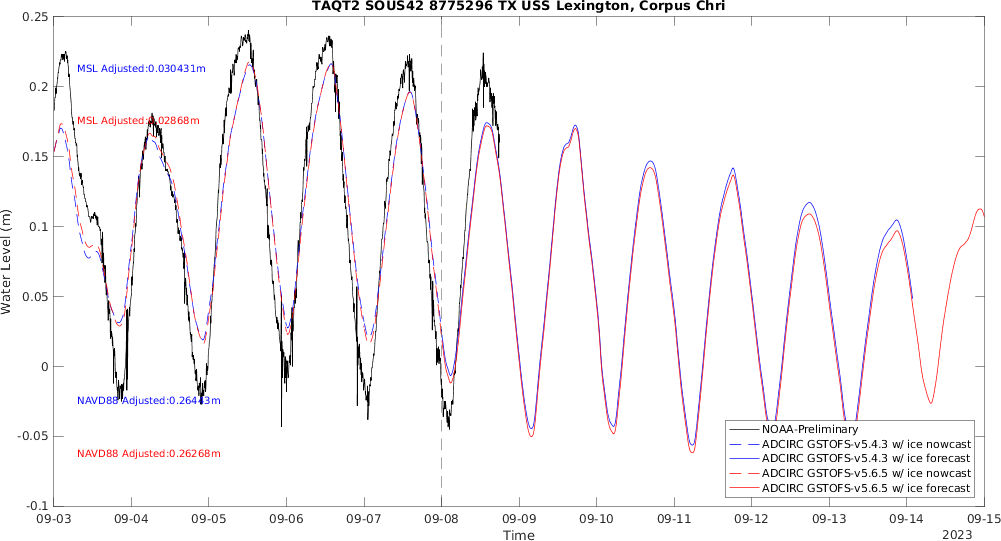 TAQT2 SOUS42 8775296 TX USS Lexington, Corpus Chri
0.25
0.2
0.15
0.1
0.05
0
-0.05
-0.1
Water Level (m)
MSL Adjusted:0.030431m
MSL Adjusted:0.02868m
NAVD88 Adjusted:0.26443m
NAVD88 Adjusted:0.26268m
NOAA-Preliminary
ADCIRC GSTOFS-v5.4.3 w/ ice nowcast
ADCIRC GSTOFS-v5.4.3 w/ ice forecast
ADCIRC GSTOFS-v5.6.5 w/ ice nowcast
ADCIRC GSTOFS-v5.6.5 w/ ice forecast
09-03 09-04 09-05 09-06 09-07 09-08 09-09 09-10 09-11 09-12 09-13 09-14 09-15
Time
2023